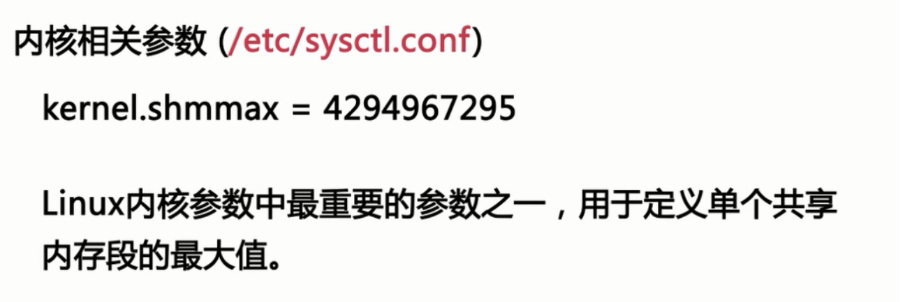 内核相关参数 (/etc/sysctl.conf)
kernel.shmmax = 4294967295
Linux内核参数中最重要的参数之一，用于定义单个共享
内存段的最大值。